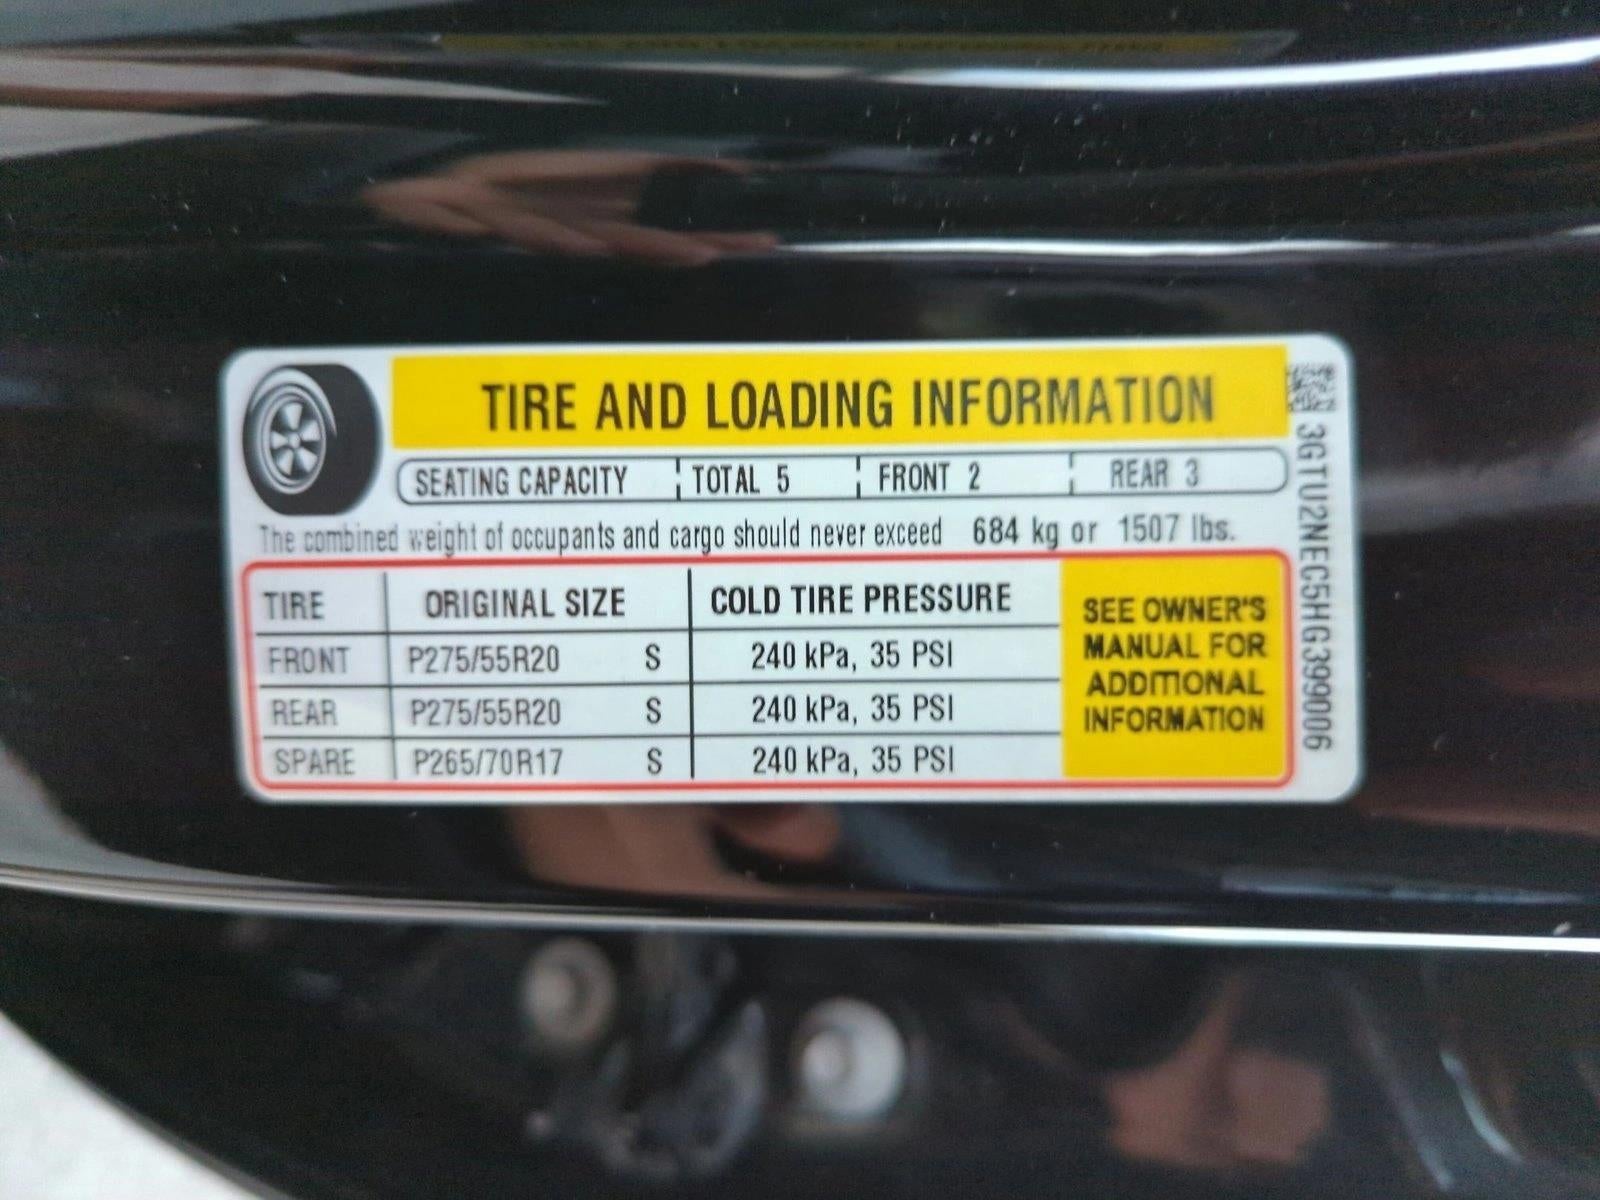 TIRE AND LOADING INFORMATION
SEATING CAPACITY TOTAL 5 FRONT 2 REAR 3
The combined weight of occupants and cargo should never exceed 684 kg or 1507 lbs.
TIRE ORIGINAL SIZE COLD TIRE PRESSURE
FRONT P275/55R20 S 240 kPa, 35 PSI
REAR P275/55R20 S 240 kPa, 35 PSI
SPARE P265/70R17 S 240 kPa, 35 PSI
SEE OWNER'S
MANUAL FOR
ADDITIONAL
INFORMATION
3GTU2NEC5HG399006